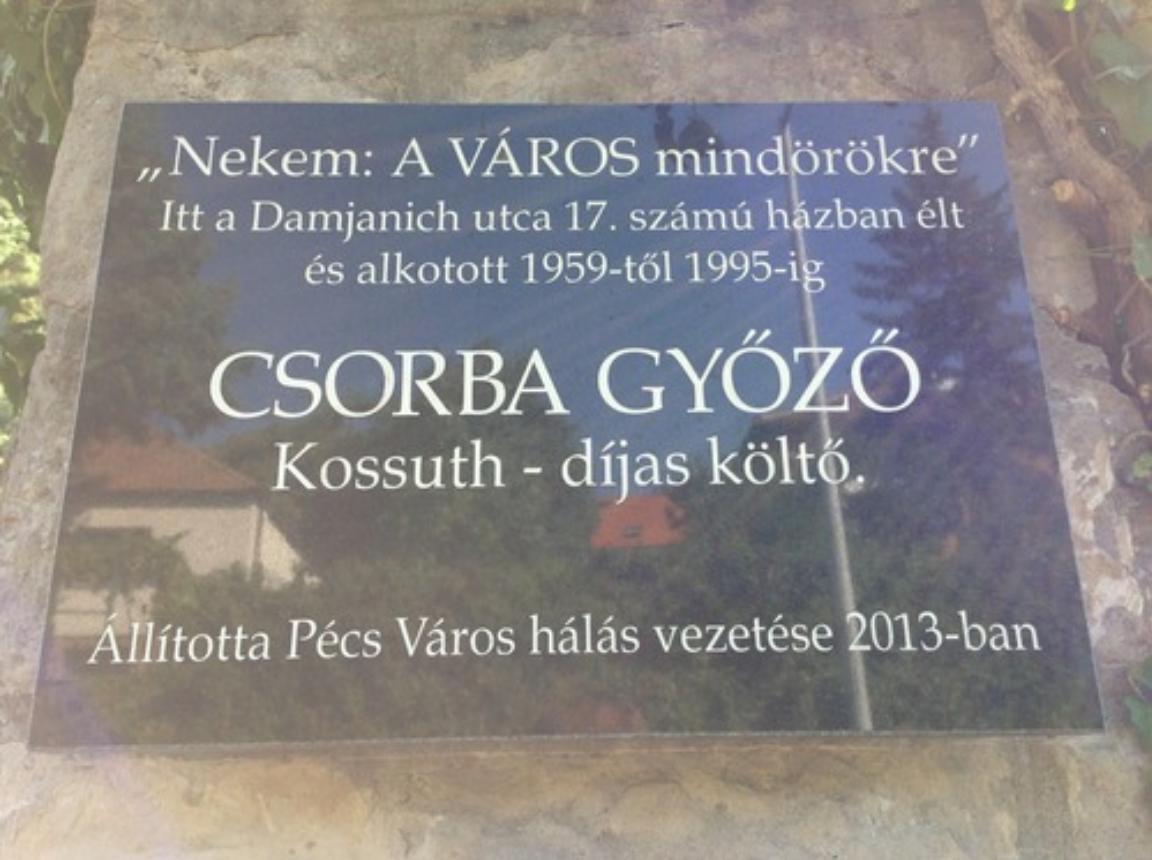 „Nekem: A VÁROS mindörökre”
Itt a Damjanich utca 17. számú házban élt
és alkotott 1959-től 1995-ig
CSORBA GYŐZŐ
Kossuth - díjas költő.
Állította Pécs Város hálás vezetése 2013-ban